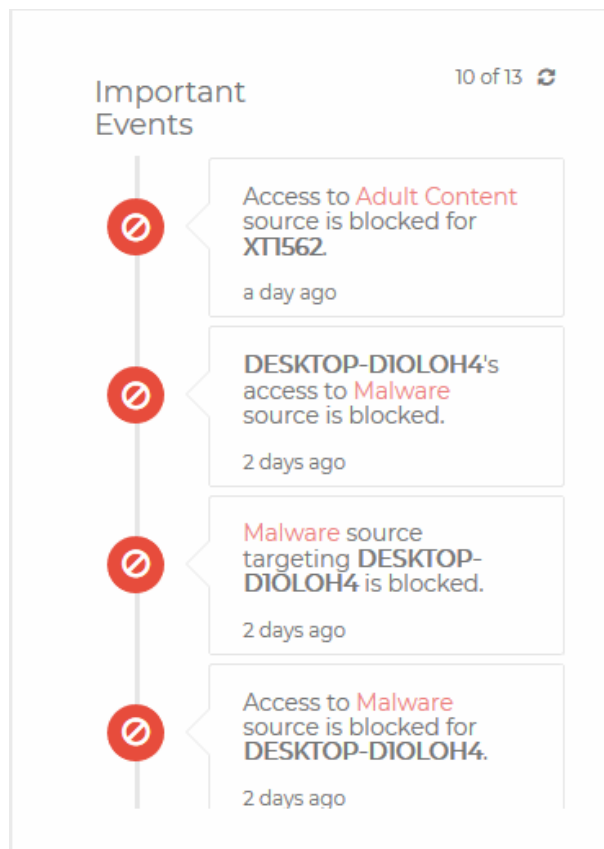 10 of 13
Important
Events
Access to Adult Content
source is blocked for
XT1562.
a day ago
DESKTOP-D1OLOH4's
access to Malware
source is blocked.
2 days ago
Malware source
targeting DESKTOP-
D1OLOH4 is blocked.
2 days ago
Access to Malware
source is blocked for
DESKTOP-D1OLOH4.
2 days ago